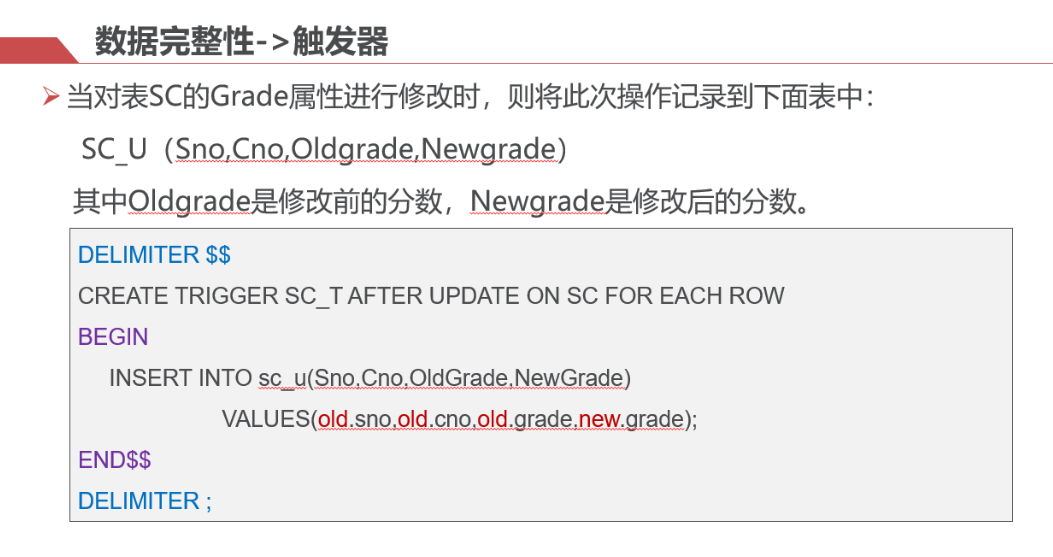 数据完整性->触发器
➢当对表SC的Grade属性进行修改时，则将此次操作记录到下面表中：
SC_U（Sno,Cno,Oldgrade,Newgrade）
其中Oldgrade是修改前的分数，Newgrade是修改后的分数。
DELIMITER $$
CREATE TRIGGER SC_T AFTER UPDATE ON SC FOR EACH ROW
BEGIN
INSERT INTO sc_u(Sno,Cno,OldGrade,NewGrade)
VALUES(old.sno,old.cno,old.grade,new.grade);
END$$
DELIMITER ;